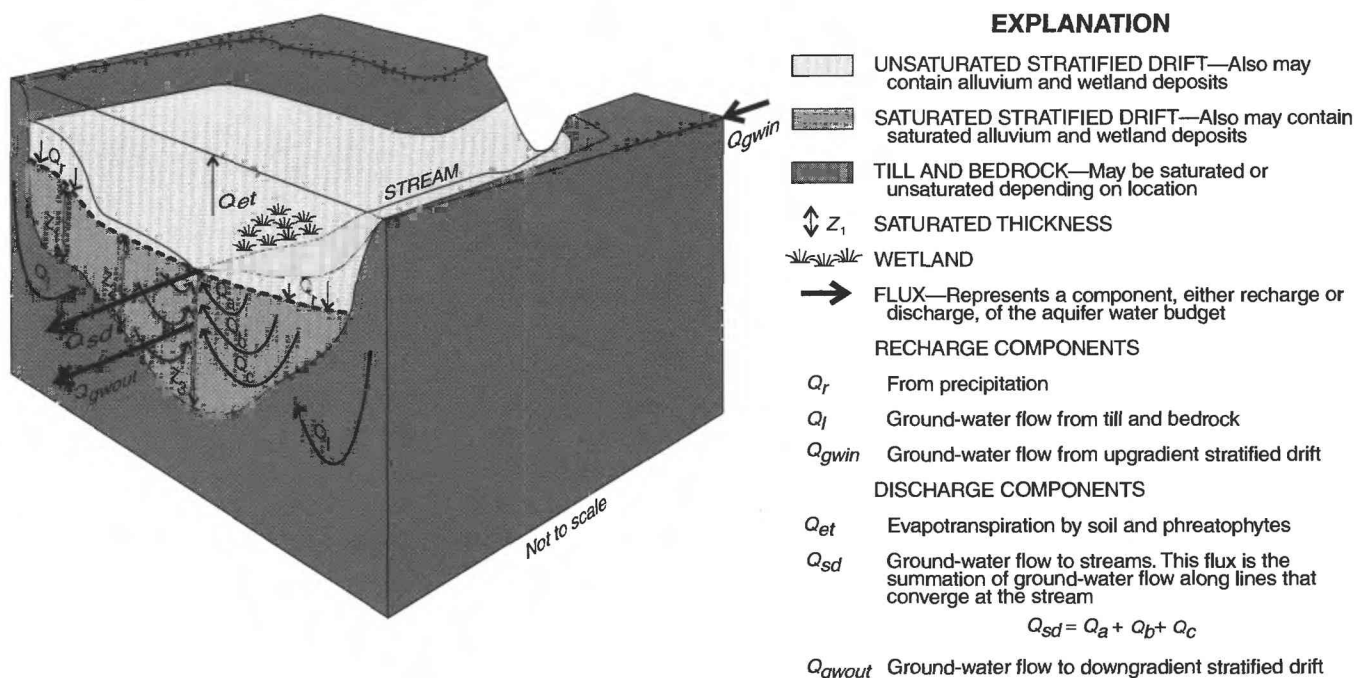 EXPLANATION
UNSATURATED STRATIFIED DRIFT—Also may
contain alluvium and wetland deposits
SATURATED STRATIFIED DRIFT—Also may contain
saturated alluvium and wetland deposits
TILL AND BEDROCK—May be saturated or
unsaturated depending on location
Z1 SATURATED THICKNESS
WETLAND
FLUX—Represents a component, either recharge or
discharge, of the aquifer water budget
RECHARGE COMPONENTS
Qr From precipitation
Ql Ground-water flow from till and bedrock
Qgwin Ground-water flow from upgradient stratified drift
DISCHARGE COMPONENTS
Qet Evapotranspiration by soil and phreatophytes
Qsd Ground-water flow to streams. This flux is the
summation of ground-water flow along lines that
converge at the stream
Qsd = Qa + Qb + Qc
Qgwout Ground-water flow to downgradient stratified drift
Qgwin
STREAM
Qr
Qet
Ql
Qr
Qsd
Qgwout
Ql
Not to scale